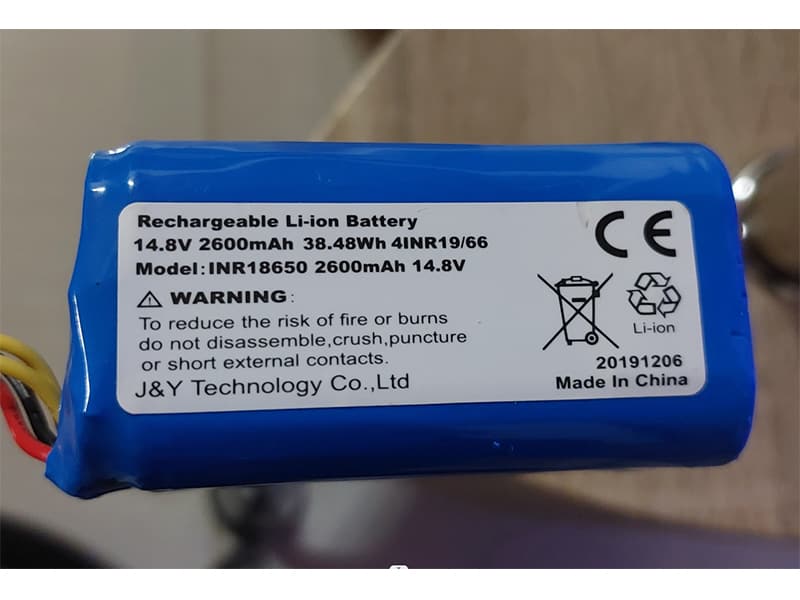 Rechargeable Li-ion Battery
14.8V 2600mAh 38.48Wh 4INR19/66
Model:INR18650 2600mAh 14.8V
CE
WARNING:
To reduce the risk of fire or burns
do not disassemble,crush,puncture
or short external contacts.
J&Y Technology Co.,Ltd
Li-ion
20191206
Made In China